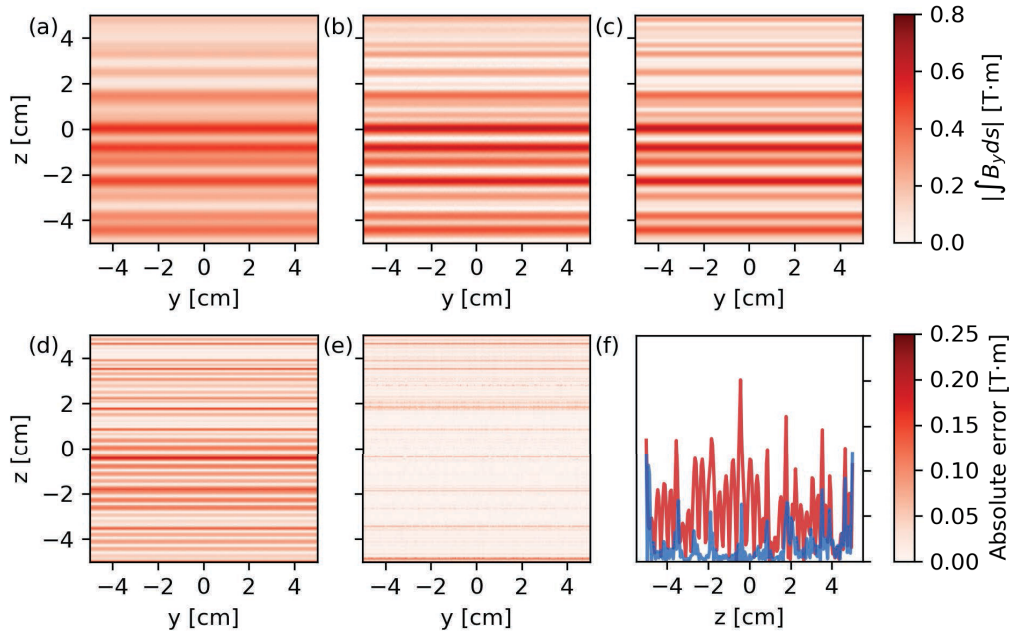 (a) (b) (c)
4
2
0
−2
−4
z [cm]
−4 −2 0 2 4
−4 −2 0 2 4
−4 −2 0 2 4
y [cm] y [cm] y [cm]
0.8
0.6
0.4
0.2
0.0
|∫B_y ds| [T·m]
(d) (e) (f)
4
2
0
−2
−4
z [cm]
−4 −2 0 2 4
−4 −2 0 2 4
−4 −2 0 2 4
y [cm] y [cm] z [cm]
0.25
0.20
0.15
0.10
0.05
0.00
Absolute error [T·m]